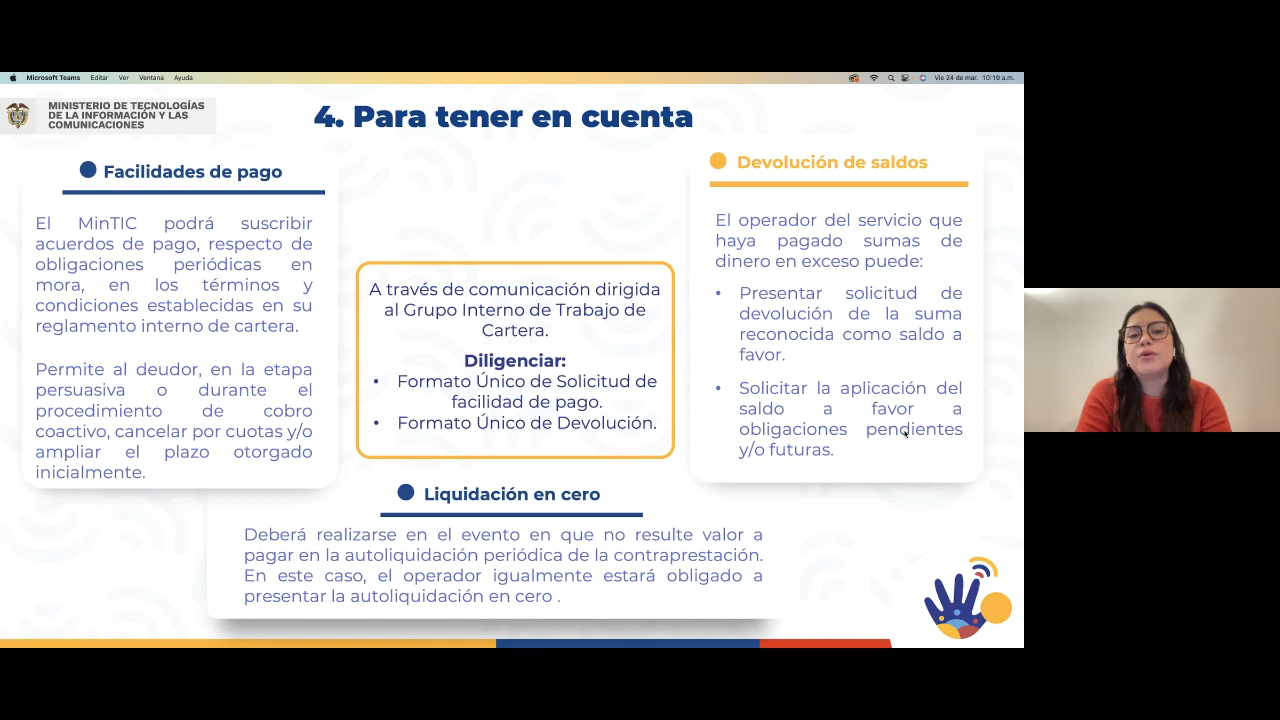 Microsoft Teams Editar Ver Ventana Ayuda
Vie 24 de mar. 10:19 a.m.
MINISTERIO DE TECNOLOGÍAS
DE LA INFORMACIÓN Y LAS
COMUNICACIONES
4. Para tener en cuenta
Facilidades de pago
El MinTIC podrá suscribir
acuerdos de pago, respecto de
obligaciones periódicas en
mora, en los términos y
condiciones establecidas en su
reglamento interno de cartera.
Permite al deudor, en la etapa
persuasiva o durante el
procedimiento de cobro
coactivo, cancelar por cuotas y/o
ampliar el plazo otorgado
inicialmente.
A través de comunicación dirigida
al Grupo Interno de Trabajo de
Cartera.
Diligenciar:
• Formato Único de Solicitud de
facilidad de pago.
• Formato Único de Devolución.
Devolución de saldos
El operador del servicio que
haya pagado sumas de
dinero en exceso puede:
• Presentar solicitud de
devolución de la suma
reconocida como saldo a
favor.
• Solicitar la aplicación del
saldo a favor a
obligaciones pendientes
y/o futuras.
Liquidación en cero
Deberá realizarse en el evento en que no resulte valor a
pagar en la autoliquidación periódica de la contraprestación.
En este caso, el operador igualmente estará obligado a
presentar la autoliquidación en cero .